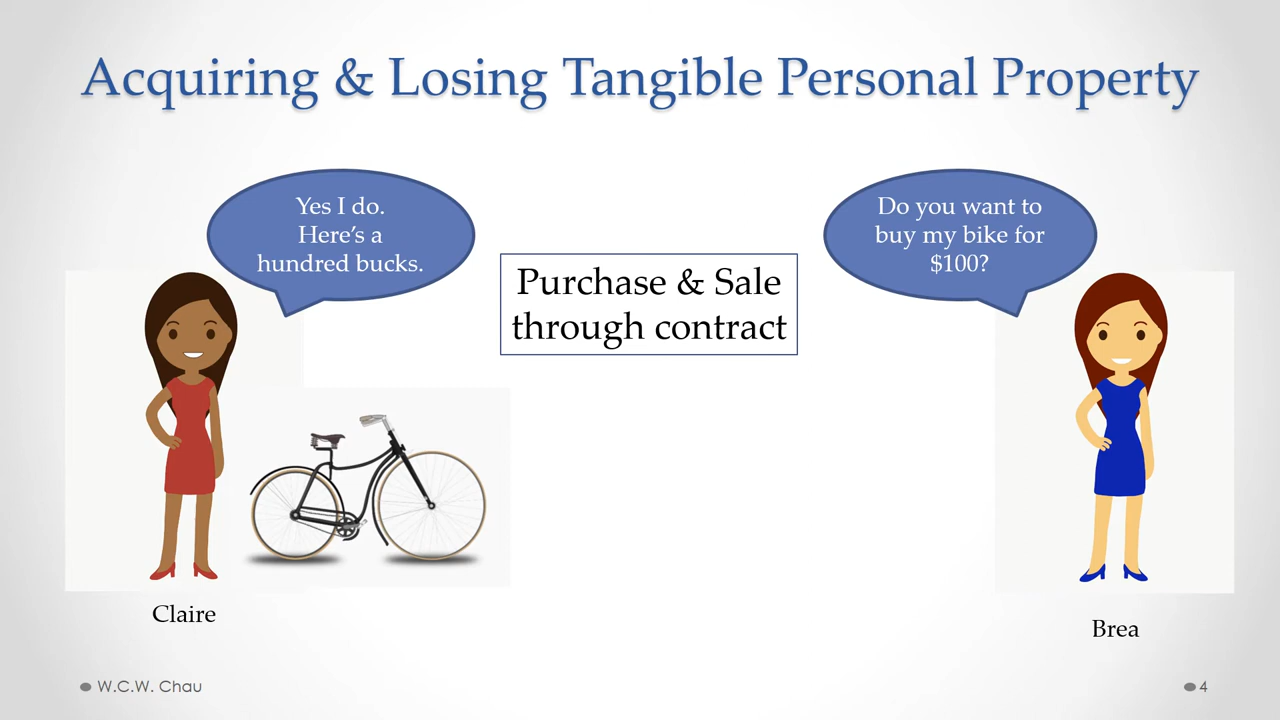 Acquiring & Losing Tangible Personal Property
Yes I do.
Here’s a
hundred bucks.
Do you want to
buy my bike for
$100?
Purchase & Sale
through contract
Claire
Brea
W.C.W. Chau
4